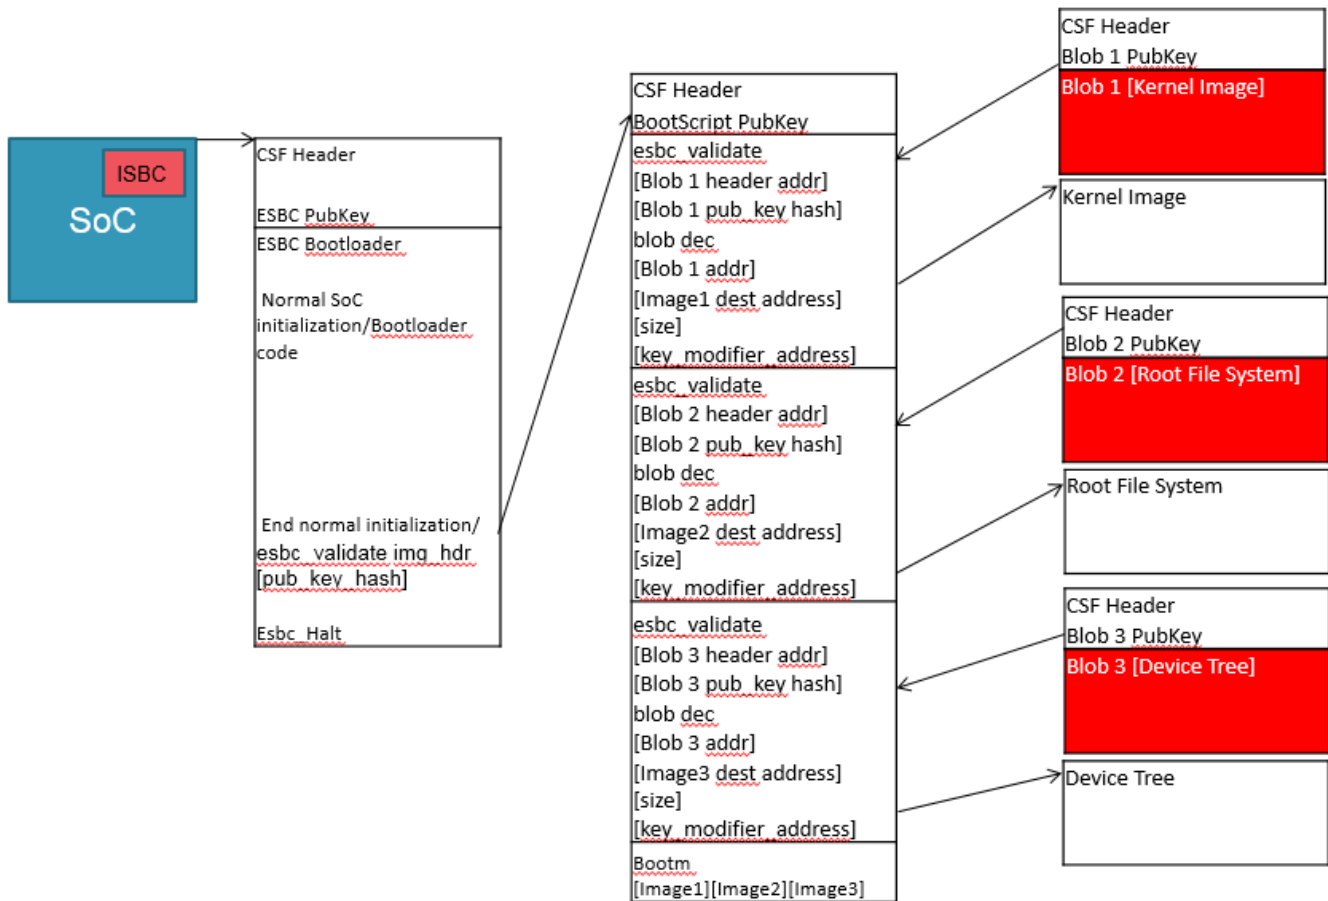 ISBC
SoC
CSF Header
ESBC PubKey
ESBC Bootloader
Normal SoC
initialization/Bootloader
code
End normal initialization/
esbc_validate img_hdr
[pub_key_hash]
Esbc_Halt
CSF Header
BootScript PubKey
esbc_validate
[Blob 1 header addr]
[Blob 1 pub_key hash]
blob dec
[Blob 1 addr]
[Image1 dest address]
[size]
[key_modifier_address]
esbc_validate
[Blob 2 header addr]
[Blob 2 pub_key hash]
blob dec
[Blob 2 addr]
[Image2 dest address]
[size]
[key_modifier_address]
esbc_validate
[Blob 3 header addr]
[Blob 3 pub_key hash]
blob dec
[Blob 3 addr]
[Image3 dest address]
[size]
[key_modifier_address]
Bootm
[Image1][Image2][Image3]
CSF Header
Blob 1 PubKey
Blob 1 [Kernel Image]
Kernel Image
CSF Header
Blob 2 PubKey
Blob 2 [Root File System]
Root File System
CSF Header
Blob 3 PubKey
Blob 3 [Device Tree]
Device Tree